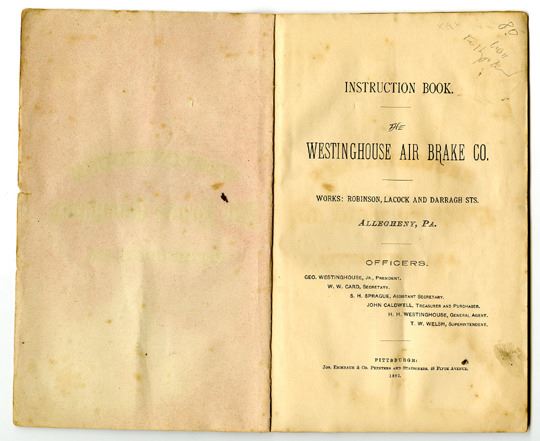 80
INSTRUCTION BOOK.
THE
WESTINGHOUSE AIR BRAKE CO.
WORKS: ROBINSON, LACOCK AND DARRAGH STS.
ALLEGHENY, PA.
OFFICERS.
GEO. WESTINGHOUSE, JR., PRESIDENT.
W. W. CARD, SECRETARY.
S. H. SPRAGUE, ASSISTANT SECRETARY.
JOHN CALDWELL, TREASURER AND PURCHASER.
H. H. WESTINGHOUSE, GENERAL AGENT.
T. W. WELSH, SUPERINTENDENT.
PITTSBURGH:
JOS. EICHBAUM & CO. PRINTERS AND STATIONERS, 48 FIFTH AVENUE.